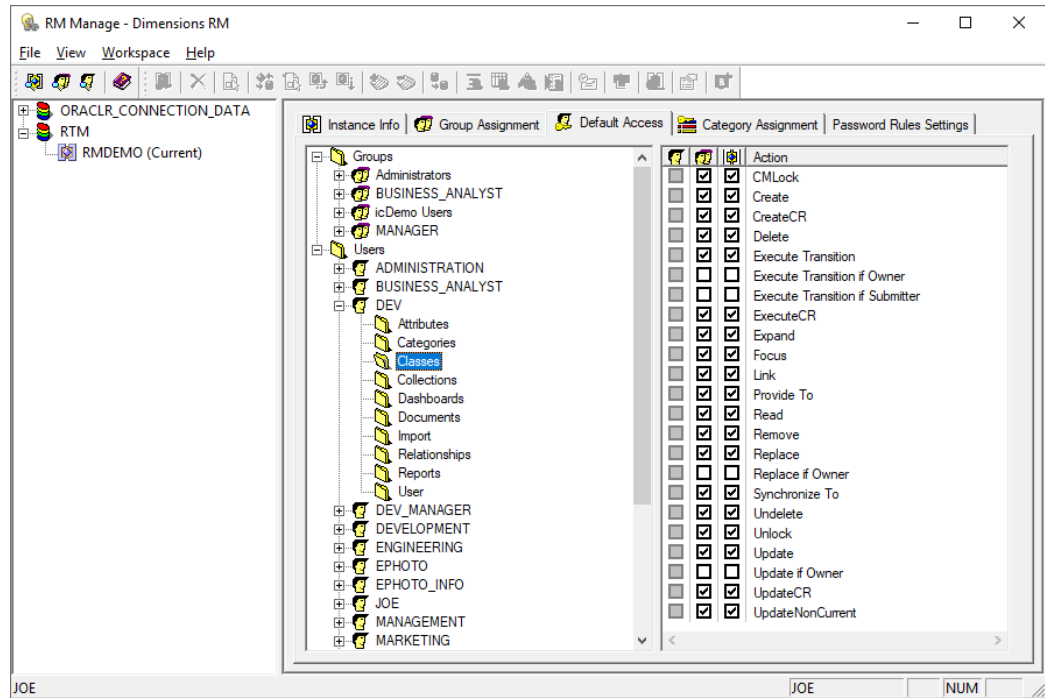 RM Manage - Dimensions RM
File View Workspace Help
ORACLR_CONNECTION_DATA
RTM
RMDEMO (Current)
Instance Info Group Assignment Default Access Category Assignment Password Rules Settings
Groups
Administrators
BUSINESS_ANALYST
icDemo Users
MANAGER
Users
ADMINISTRATION
BUSINESS_ANALYST
DEV
Attributes
Categories
Classes
Collections
Dashboards
Documents
Import
Relationships
Reports
User
DEV_MANAGER
DEVELOPMENT
ENGINEERING
EPHOTO
EPHOTO_INFO
JOE
MANAGEMENT
MARKETING
Action
CMLock
Create
CreateCR
Delete
Execute Transition
Execute Transition if Owner
Execute Transition if Submitter
ExecuteCR
Expand
Focus
Link
Provide To
Read
Remove
Replace
Replace if Owner
Synchronize To
Undelete
Unlock
Update
Update if Owner
UpdateCR
UpdateNonCurrent
JOE JOE NUM